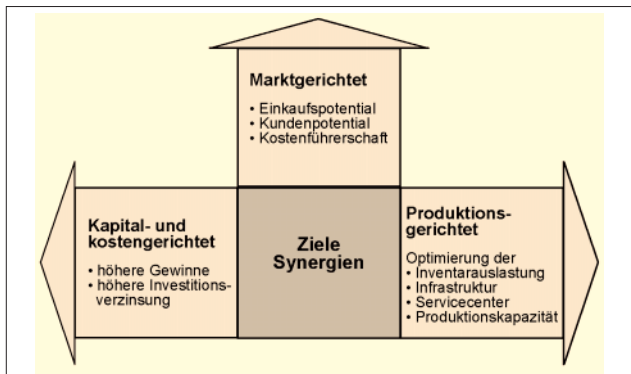 Marktgerichtet
• Einkaufspotential
• Kundenpotential
• Kostenführerschaft
Kapital- und
kostengerichtet
• höhere Gewinne
• höhere Investitions-
verzinsung
Ziele
Synergien
Produktions-
gerichtet
Optimierung der
• Inventarauslastung
• Infrastruktur
• Servicecenter
• Produktionskapazität